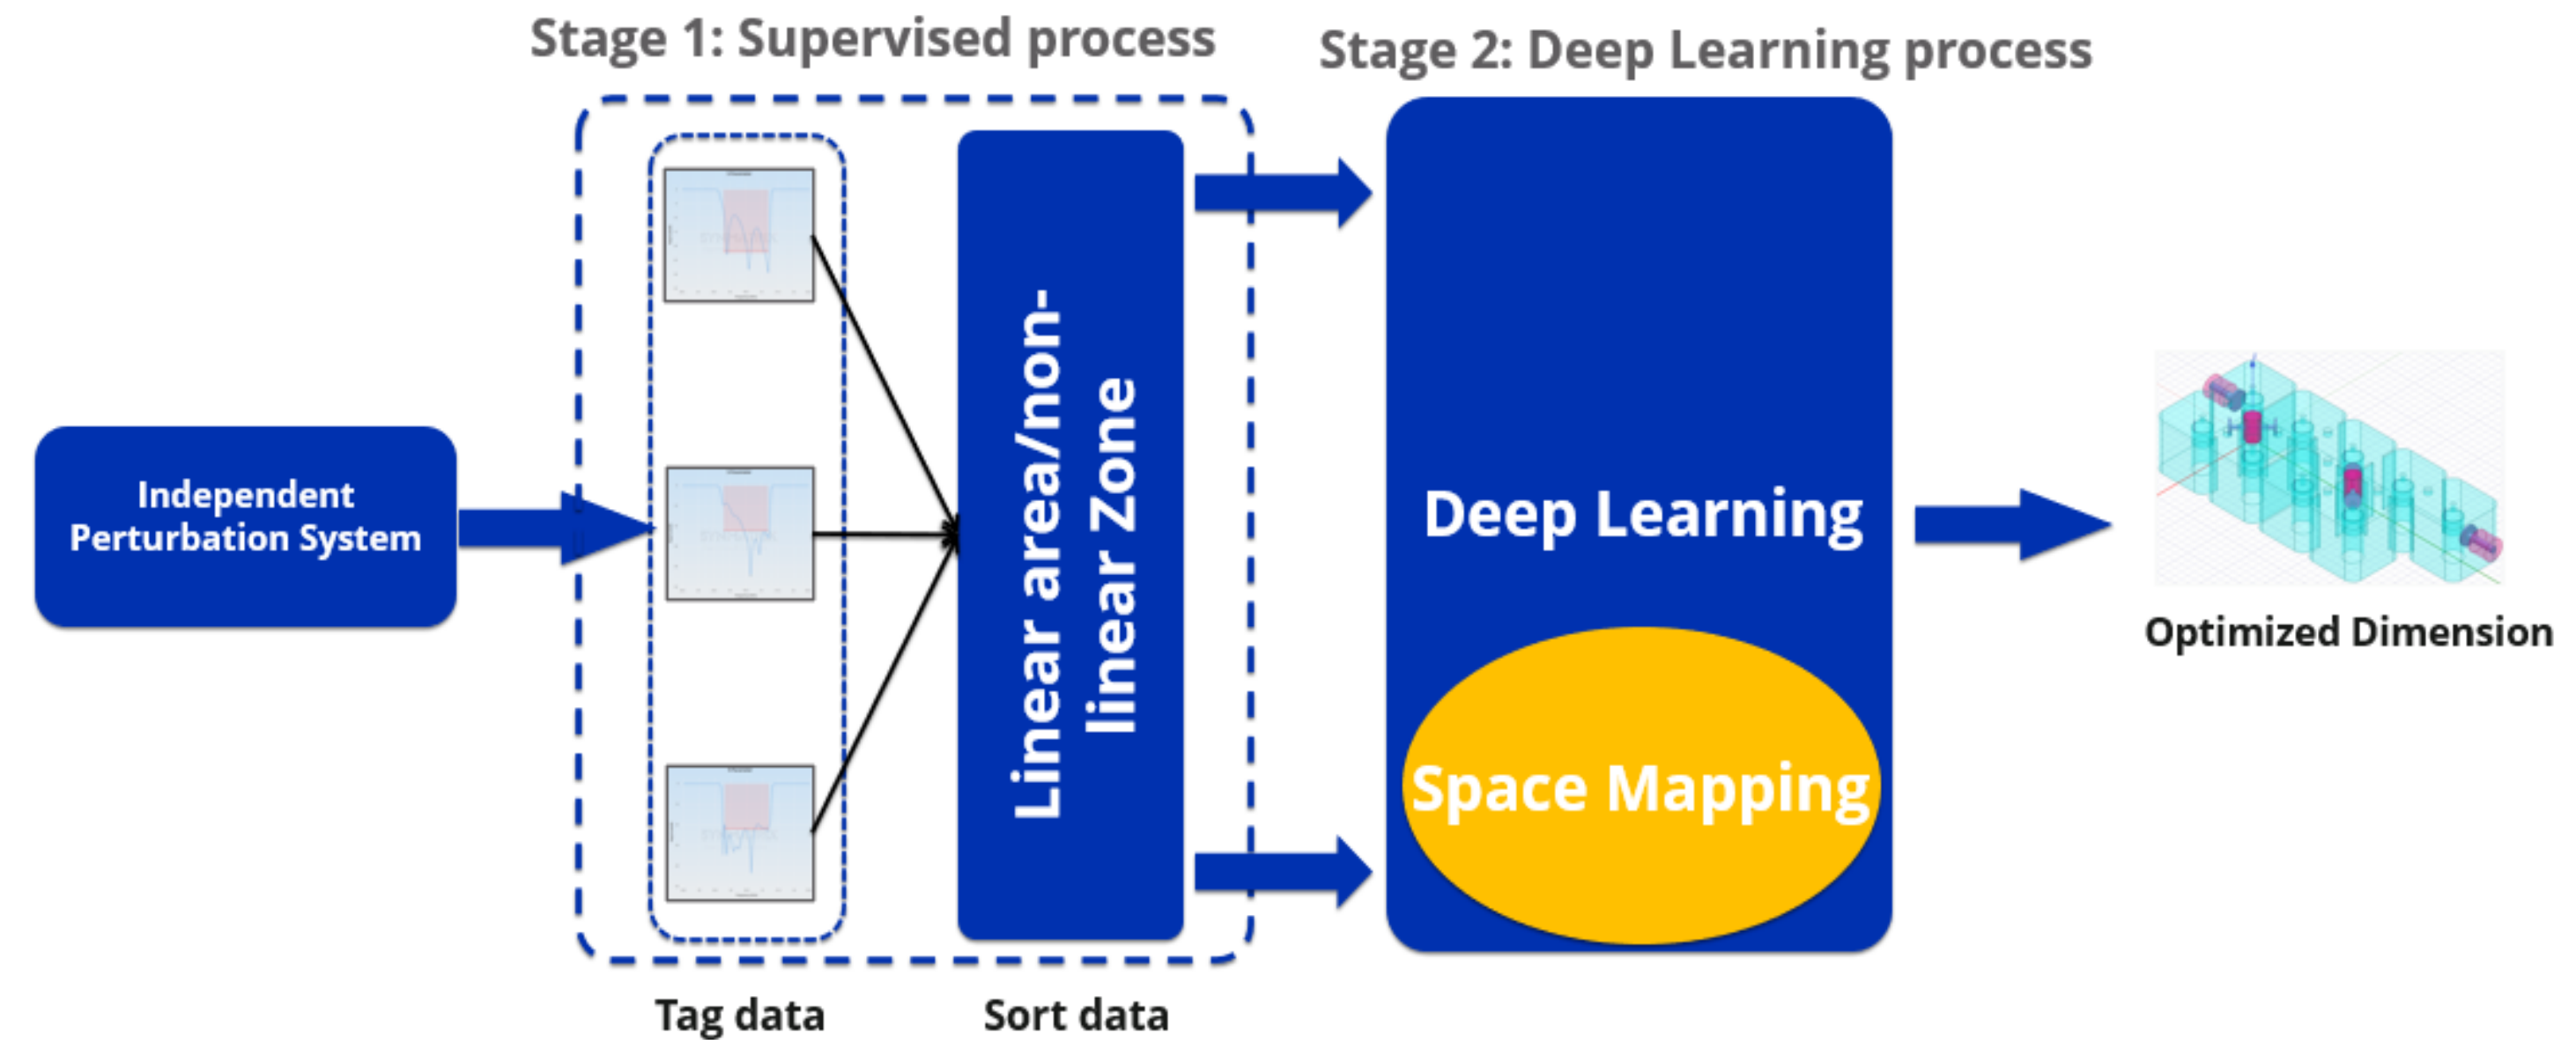 Stage 1: Supervised process
Stage 2: Deep Learning process
Independent
Perturbation System
Linear area/non-
linear Zone
Deep Learning
Space Mapping
Optimized Dimension
Tag data
Sort data